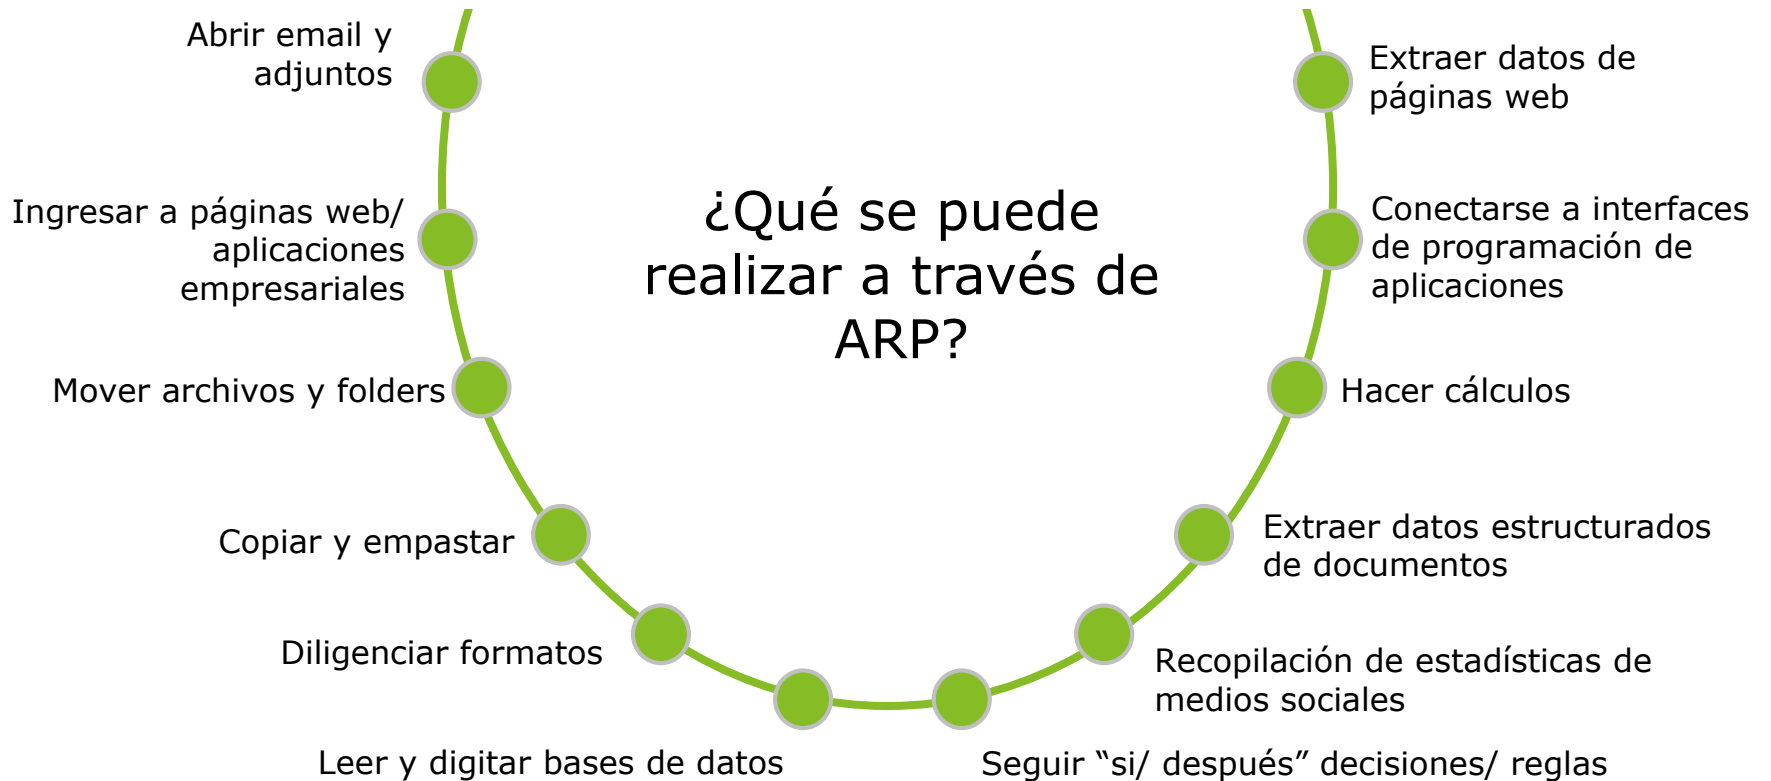 Abrir email y
adjuntos
Ingresar a páginas web/
aplicaciones
empresariales
Mover archivos y folders
Copiar y empastar
Diligenciar formatos
Leer y digitar bases de datos
¿Qué se puede
realizar a través de
ARP?
Extraer datos de
páginas web
Conectarse a interfaces
de programación de
aplicaciones
Hacer cálculos
Extraer datos estructurados
de documentos
Recopilación de estadísticas de
medios sociales
Seguir “si/ después” decisiones/ reglas